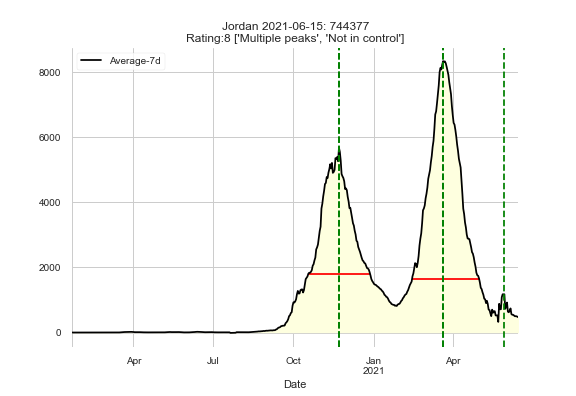 Jordan 2021-06-15: 744377
Rating:8 ['Multiple peaks', 'Not in control']
Average-7d
8000
6000
4000
2000
0
Apr
Jul
Oct
Jan
2021
Apr
Date